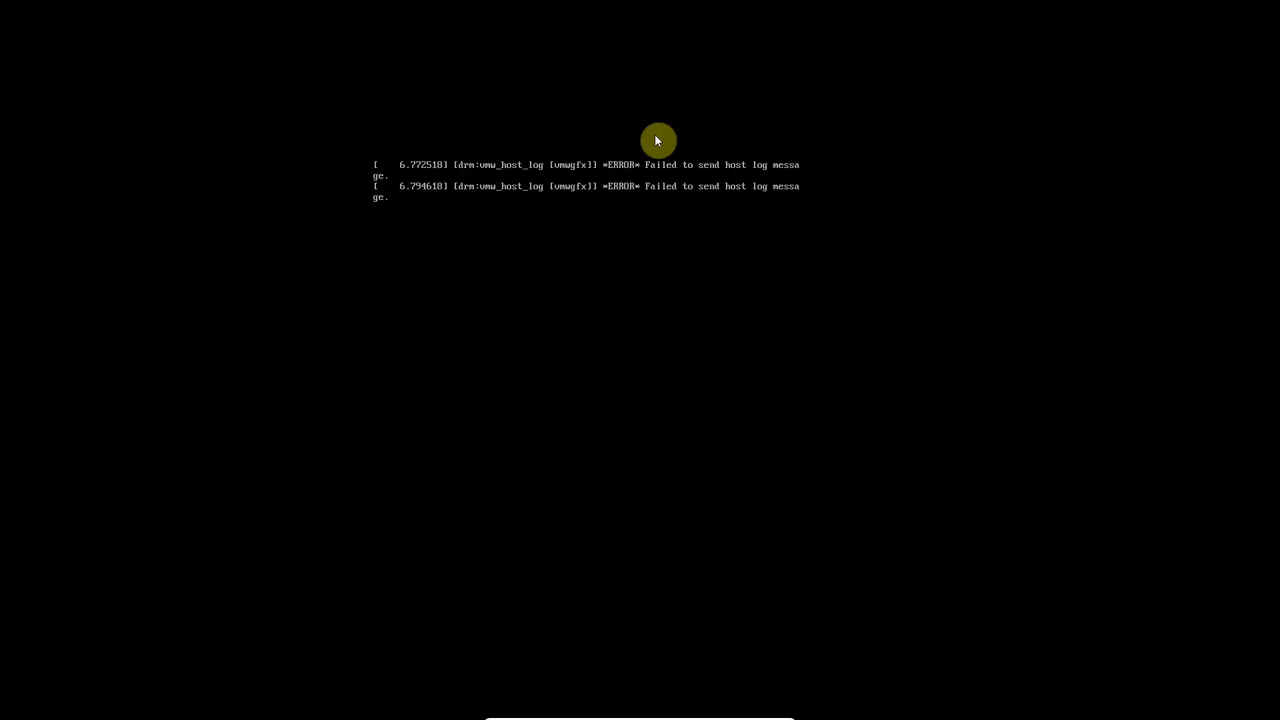 [    6.772518] [drm:vmw_host_log [vmwgfx]] *ERROR* Failed to send host log messa
ge.
[    6.794618] [drm:vmw_host_log [vmwgfx]] *ERROR* Failed to send host log messa
ge.